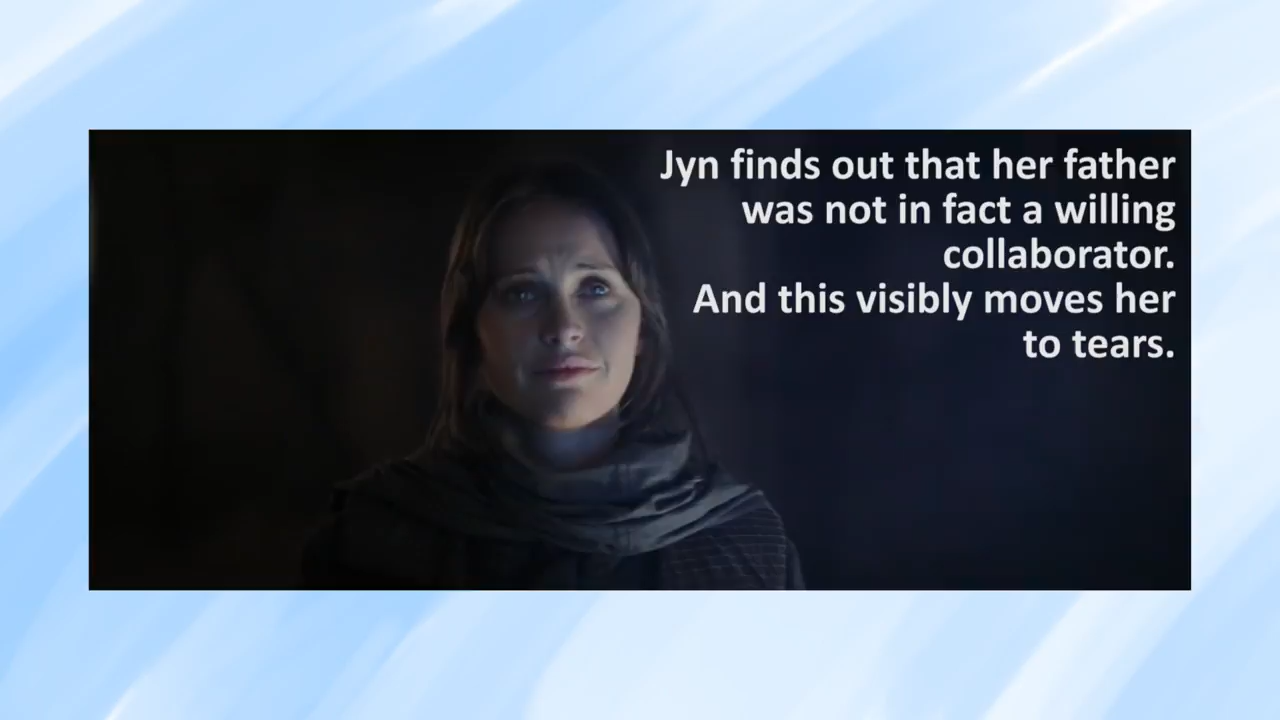 Jyn finds out that her father
was not in fact a willing
collaborator.
And this visibly moves her
to tears.